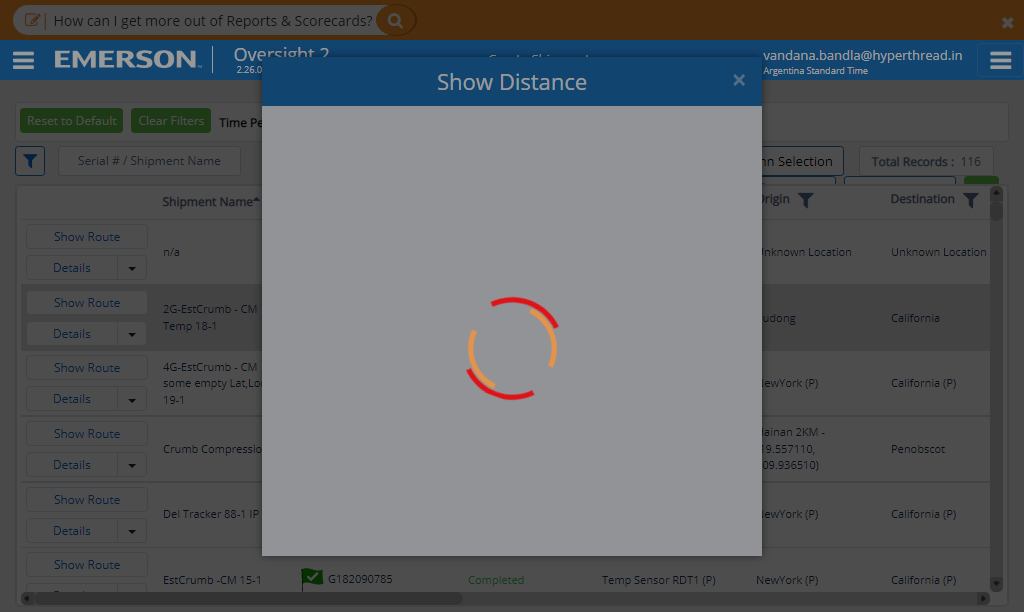 How can I get more out of Reports & Scorecards?
EMERSON
Oversight 2
2.26.0
vandana.bandla@hyperthread.in
Argentina Standard Time
Show Distance
×
Reset to Default
Clear Filters
Time Pe
Serial # / Shipment Name
n Selection
Total Records : 116
Shipment Name
Origin
Destination
Show Route
Details
n/a
Unknown Location
Unknown Location
Show Route
Details
2G-EstCrumb - CM
Temp 18-1
udong
California
Show Route
Details
4G-EstCrumb - CM
some empty Lat,Lo
19-1
NewYork (P)
California (P)
Show Route
Details
Crumb Compressio
ainan 2KM -
19.557110,
09.936510)
Penobscot
Show Route
Details
Del Tracker 88-1 IP
NewYork (P)
California (P)
Show Route
EstCrumb -CM 15-1
G182090785
Completed
Temp Sensor RDT1 (P)
NewYork (P)
California (P)